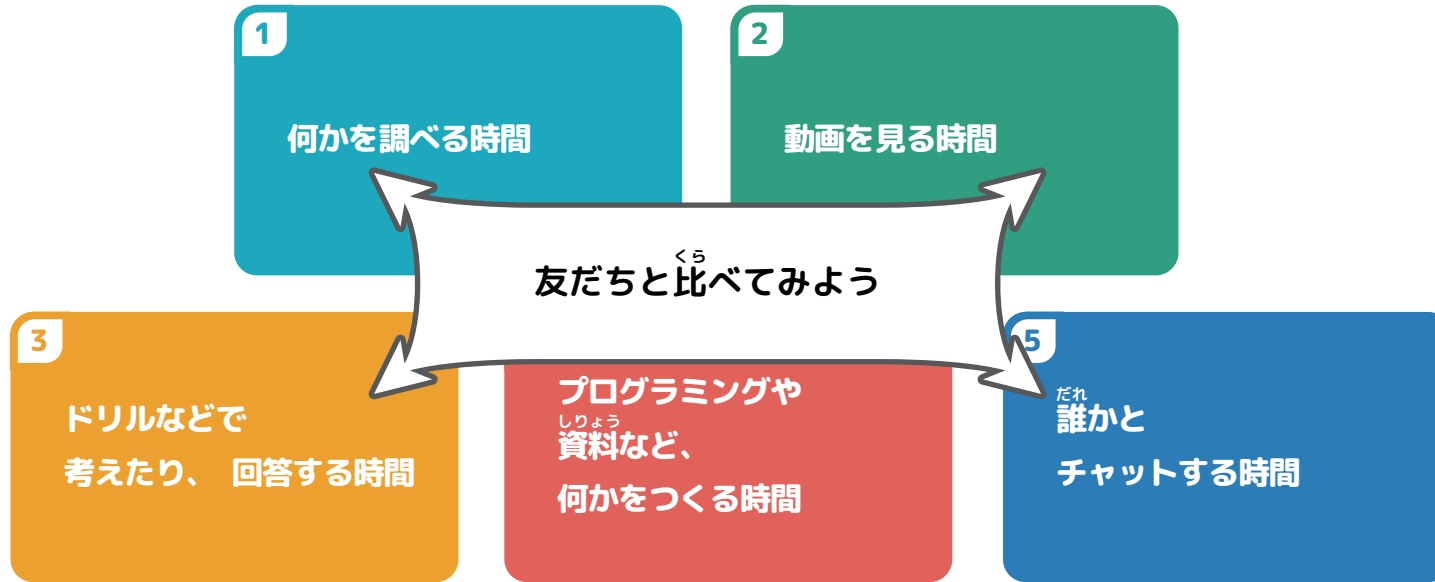 1
何かを調べる時間
2
動画を見る時間
くら
友だちと比べてみよう
3
ドリルなどで
考えたり、 回答する時間
プログラミングや
しりょう
資料など、
何かをつくる時間
5
だれ
誰かと
チャットする時間